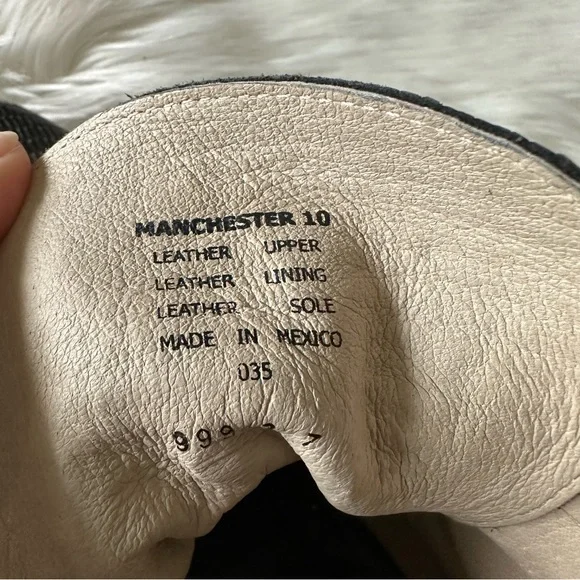 MANCHESTER 10
LEATHER UPPER
LEATHER LINING
LEATHER SOLE
MADE IN MEXICO
035